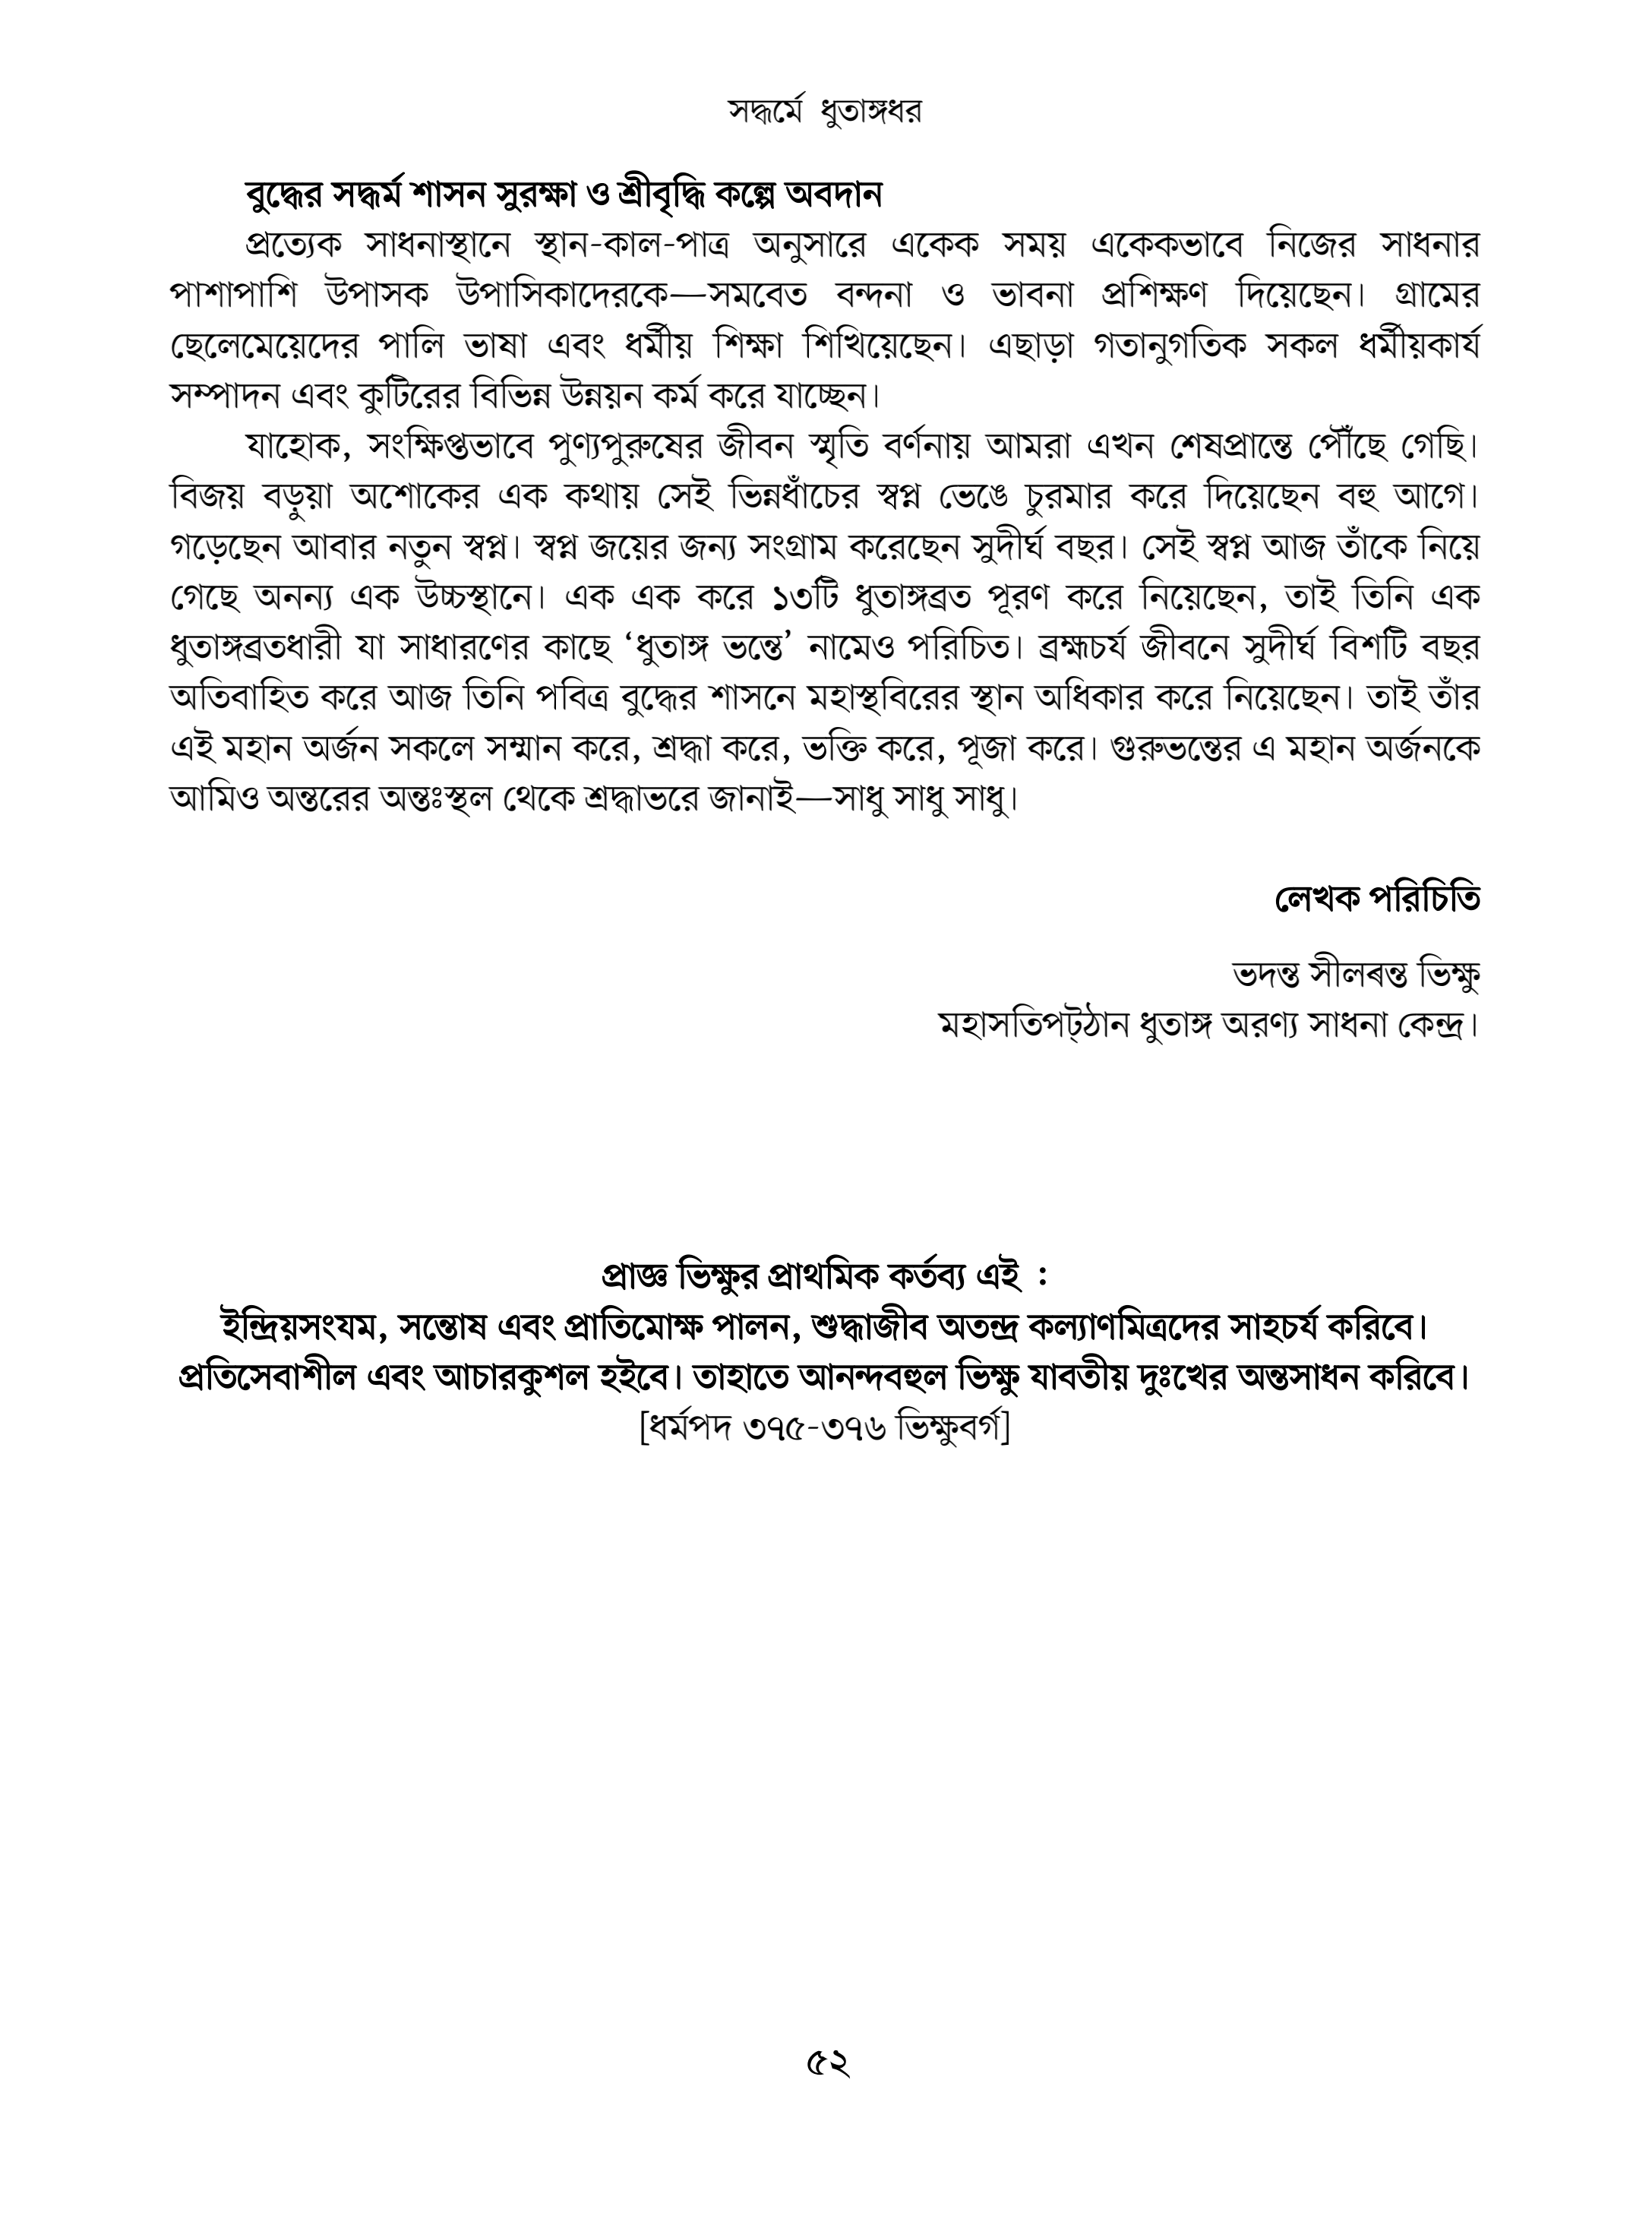 সদ্ধর্মে ধুতাঙ্গধর
বুদ্ধের সদ্ধর্ম শাসন সুরক্ষা ও শ্রীবৃদ্ধি কল্পে অবদান
প্রত্যেক সাধনাস্থানে স্থান-কাল-পাত্র অনুসারে একেক সময় একেকভাবে নিজের সাধনার
পাশাপাশি উপাসক উপাসিকাদেরকে—সমবেত বন্দনা ও ভাবনা প্রশিক্ষণ দিয়েছেন। গ্রামের
ছেলেমেয়েদের পালি ভাষা এবং ধর্মীয় শিক্ষা শিখিয়েছেন। এছাড়া গতানুগতিক সকল ধর্মীয়কার্য
সম্পাদন এবং কুটিরের বিভিন্ন উন্নয়ন কর্ম করে যাচ্ছেন।
যাহোক, সংক্ষিপ্তভাবে পুণ্যপুরুষের জীবন স্মৃতি বর্ণনায় আমরা এখন শেষপ্রান্তে পৌঁছে গেছি।
বিজয় বড়ুয়া অশোকের এক কথায় সেই ভিন্নধাঁচের স্বপ্ন ভেঙে চুরমার করে দিয়েছেন বহু আগে।
গড়েছেন আবার নতুন স্বপ্ন। স্বপ্ন জয়ের জন্য সংগ্রাম করেছেন সুদীর্ঘ বছর। সেই স্বপ্ন আজ তাঁকে নিয়ে
গেছে অনন্য এক উচ্চস্থানে। এক এক করে ১৩টি ধুতাঙ্গব্রত পূরণ করে নিয়েছেন, তাই তিনি এক
ধুতাঙ্গব্রতধারী যা সাধারণের কাছে ‘ধুতাঙ্গ ভন্তে’ নামেও পরিচিত। ব্রহ্মচর্য জীবনে সুদীর্ঘ বিশটি বছর
অতিবাহিত করে আজ তিনি পবিত্র বুদ্ধের শাসনে মহাস্থবিরের স্থান অধিকার করে নিয়েছেন। তাই তাঁর
এই মহান অর্জন সকলে সম্মান করে, শ্রদ্ধা করে, ভক্তি করে, পূজা করে। গুরুভন্তের এ মহান অর্জনকে
আমিও অন্তরের অন্তঃস্থল থেকে শ্রদ্ধাভরে জানাই—সাধু সাধু সাধু।
লেখক পরিচিতি
ভদন্ত সীলৰন্ত ভিক্ষু
মহাসতিপট্‌ঠান ধুতাঙ্গ অরণ্য সাধনা কেন্দ্র।
প্রাজ্ঞ ভিক্ষুর প্রাথমিক কর্তব্য এই :
ইন্দ্রিয়সংযম, সন্তোষ এবং প্রাতিমোক্ষ পালন, শুদ্ধাজীব অতন্দ্র কল্যাণমিত্রদের সাহচর্য করিবে।
প্রতিসেবাশীল এবং আচারকুশল হইবে। তাহাতে আনন্দবহুল ভিক্ষু যাবতীয় দুঃখের অন্তসাধন করিবে।
[ধর্মপদ ৩৭৫-৩৭৬ ভিক্ষুবর্গ]
৫২